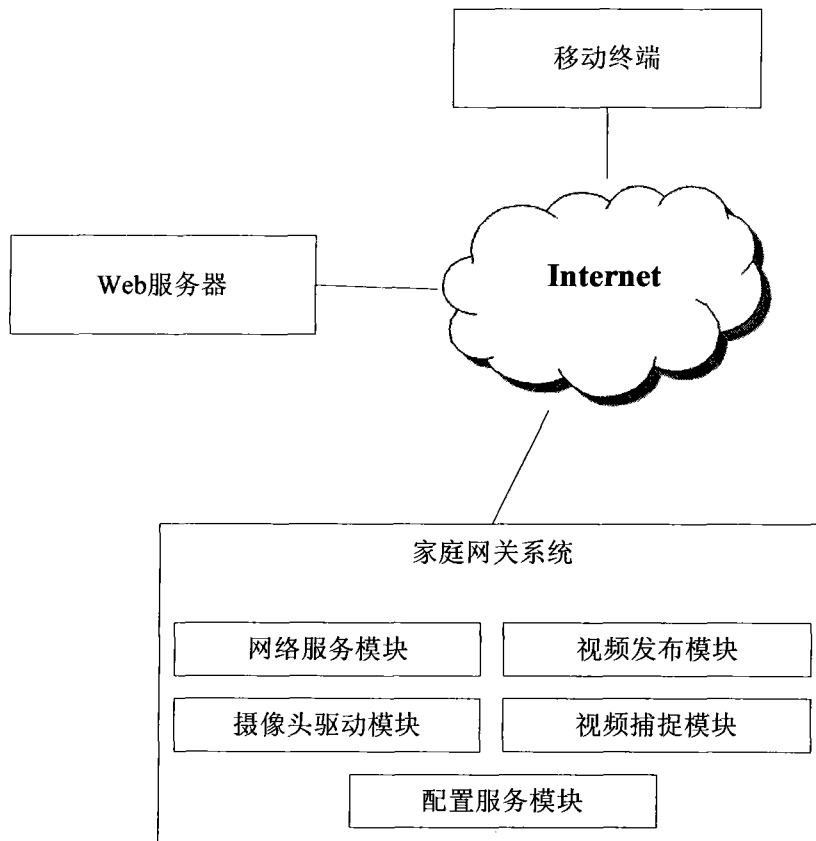 移动终端
Internet
Web服务器
家庭网关系统
网络服务模块
视频发布模块
摄像头驱动模块
视频捕捉模块
配置服务模块